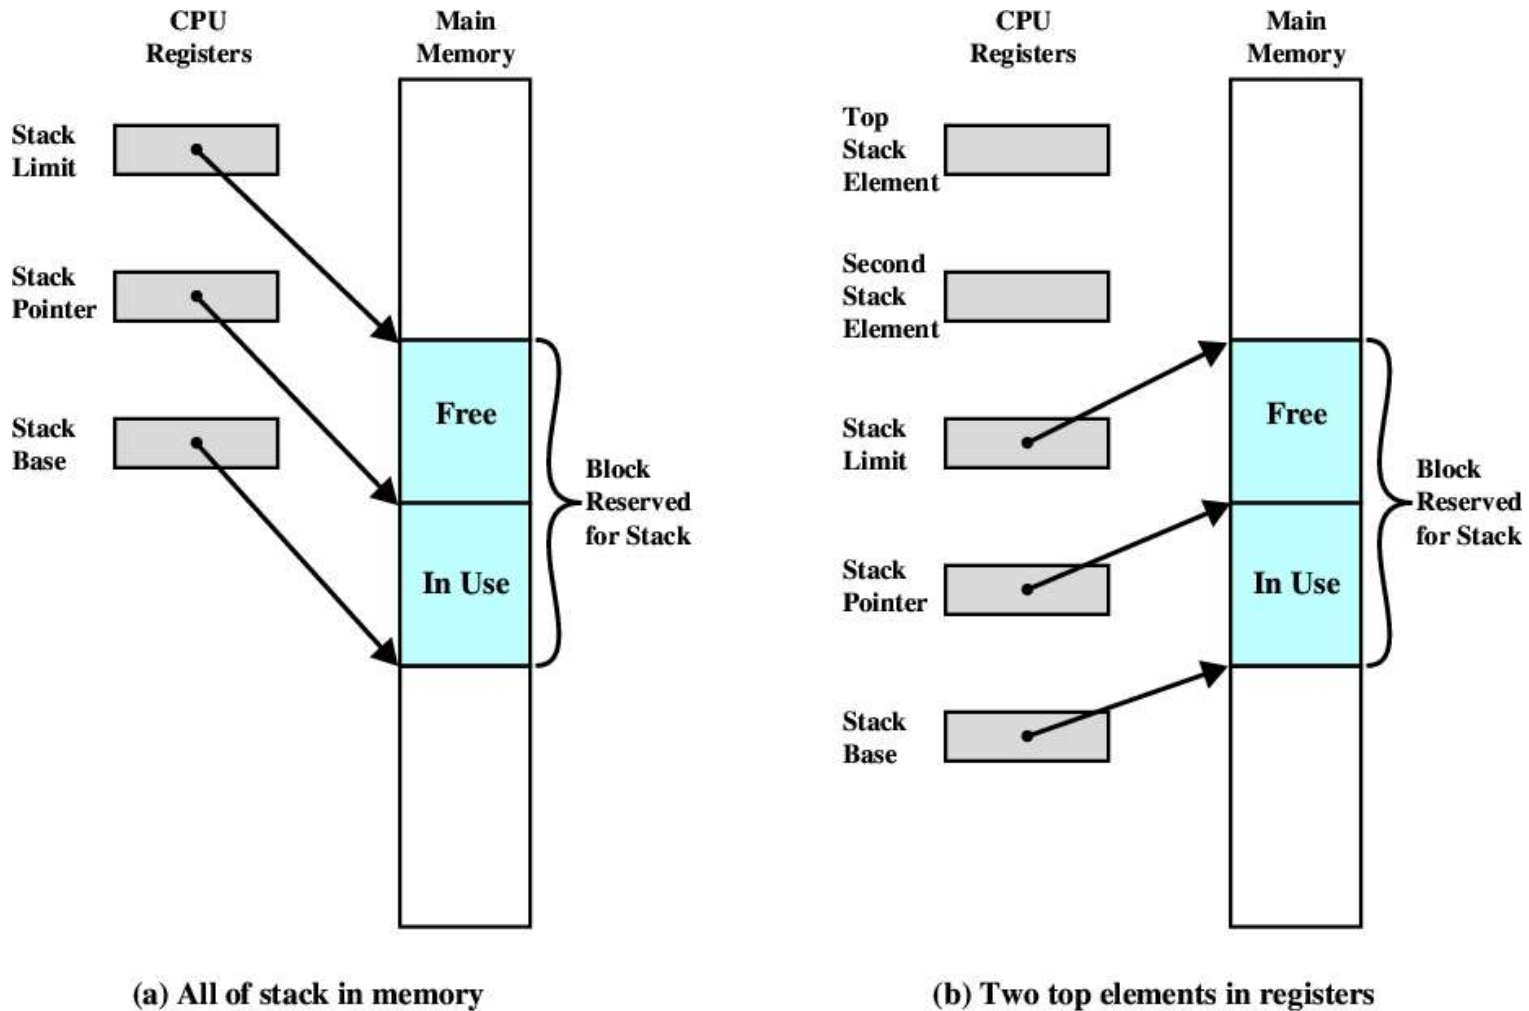 CPU
Registers
Main
Memory
Stack
Limit
Stack
Pointer
Stack
Base
Free
In Use
Block
Reserved
for Stack
(a) All of stack in memory
CPU
Registers
Main
Memory
Top
Stack
Element
Second
Stack
Element
Stack
Limit
Stack
Pointer
Stack
Base
Free
In Use
Block
Reserved
for Stack
(b) Two top elements in registers